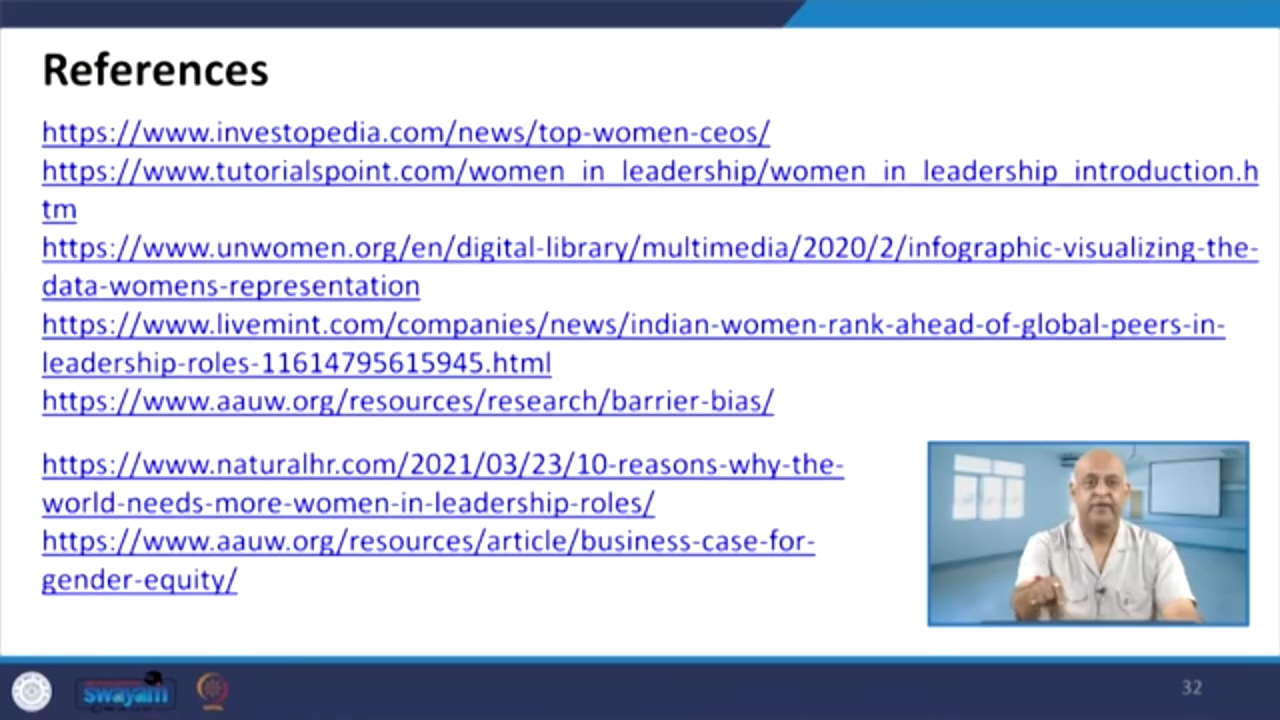 References
https://www.investopedia.com/news/top-women-ceos/
https://www.tutorialspoint.com/women_in_leadership/women_in_leadership_introduction.h
tm
https://www.unwomen.org/en/digital-library/multimedia/2020/2/infographic-visualizing-the-
data-womens-representation
https://www.livemint.com/companies/news/indian-women-rank-ahead-of-global-peers-in-
leadership-roles-11614795615945.html
https://www.aauw.org/resources/research/barrier-bias/
https://www.naturalhr.com/2021/03/23/10-reasons-why-the-
world-needs-more-women-in-leadership-roles/
https://www.aauw.org/resources/article/business-case-for-
gender-equity/
swayam
32